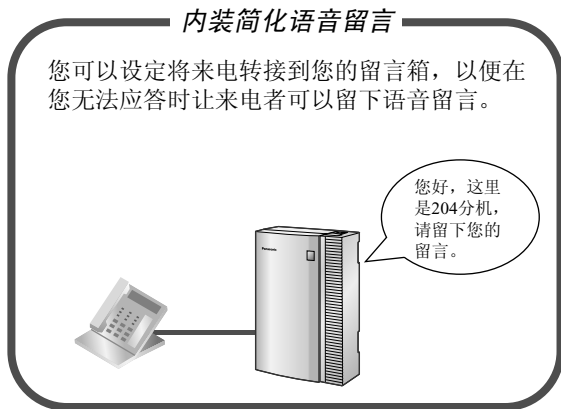 内装简化语音留言
您可以设定将来电转接到您的留言箱，以便在
您无法应答时让来电者可以留下语音留言。
您好，这里
是204分机，
请留下您的
留言。
Panasonic